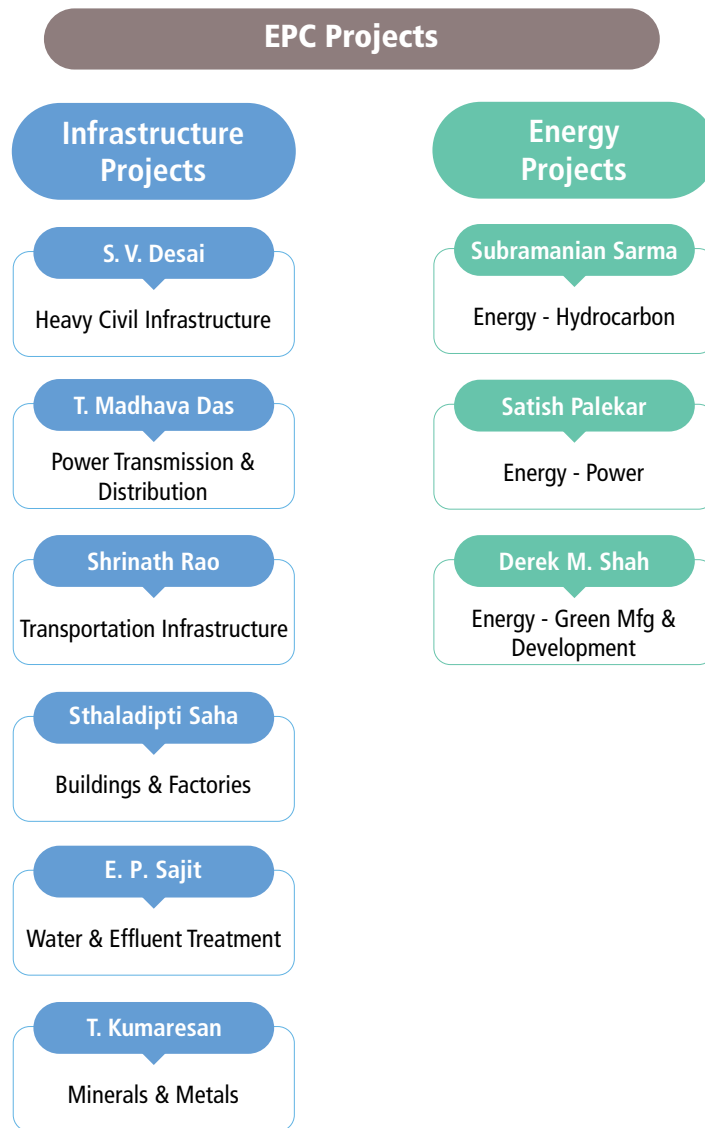 EPC Projects
Infrastructure
Projects
S. V. Desai
Heavy Civil Infrastructure
T. Madhava Das
Power Transmission &
Distribution
Shrinath Rao
Transportation Infrastructure
Sthaladipti Saha
Buildings & Factories
E. P. Sajit
Water & Effluent Treatment
T. Kumaresan
Minerals & Metals
Energy
Projects
Subramanian Sarma
Energy - Hydrocarbon
Satish Palekar
Energy - Power
Derek M. Shah
Energy - Green Mfg &
Development